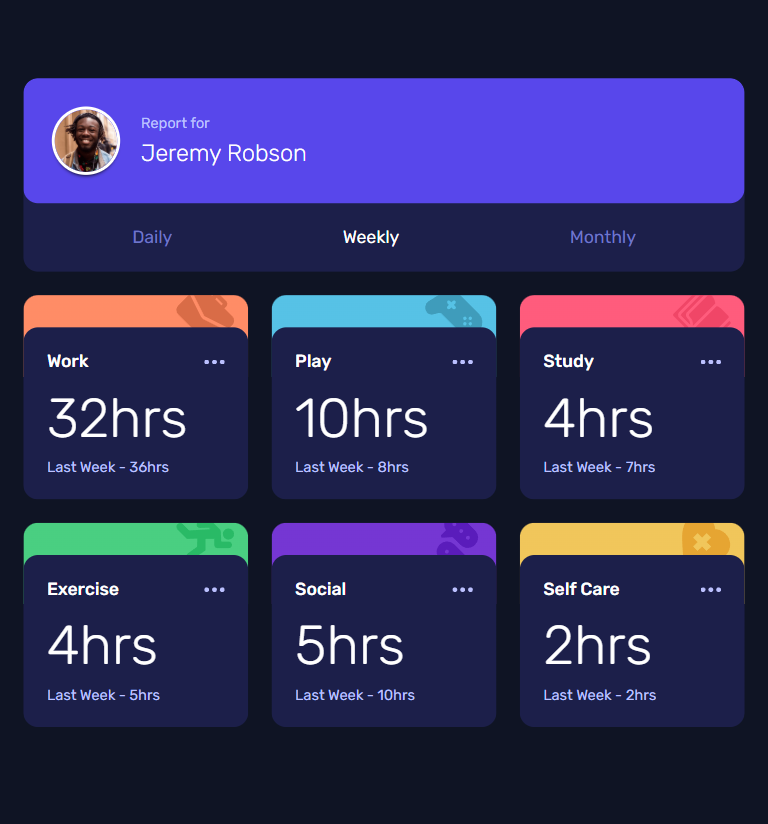 Report for
Jeremy Robson
Daily Weekly Monthly
Work
32hrs
Last Week - 36hrs
Play
10hrs
Last Week - 8hrs
Study
4hrs
Last Week - 7hrs
Exercise
4hrs
Last Week - 5hrs
Social
5hrs
Last Week - 10hrs
Self Care
2hrs
Last Week - 2hrs